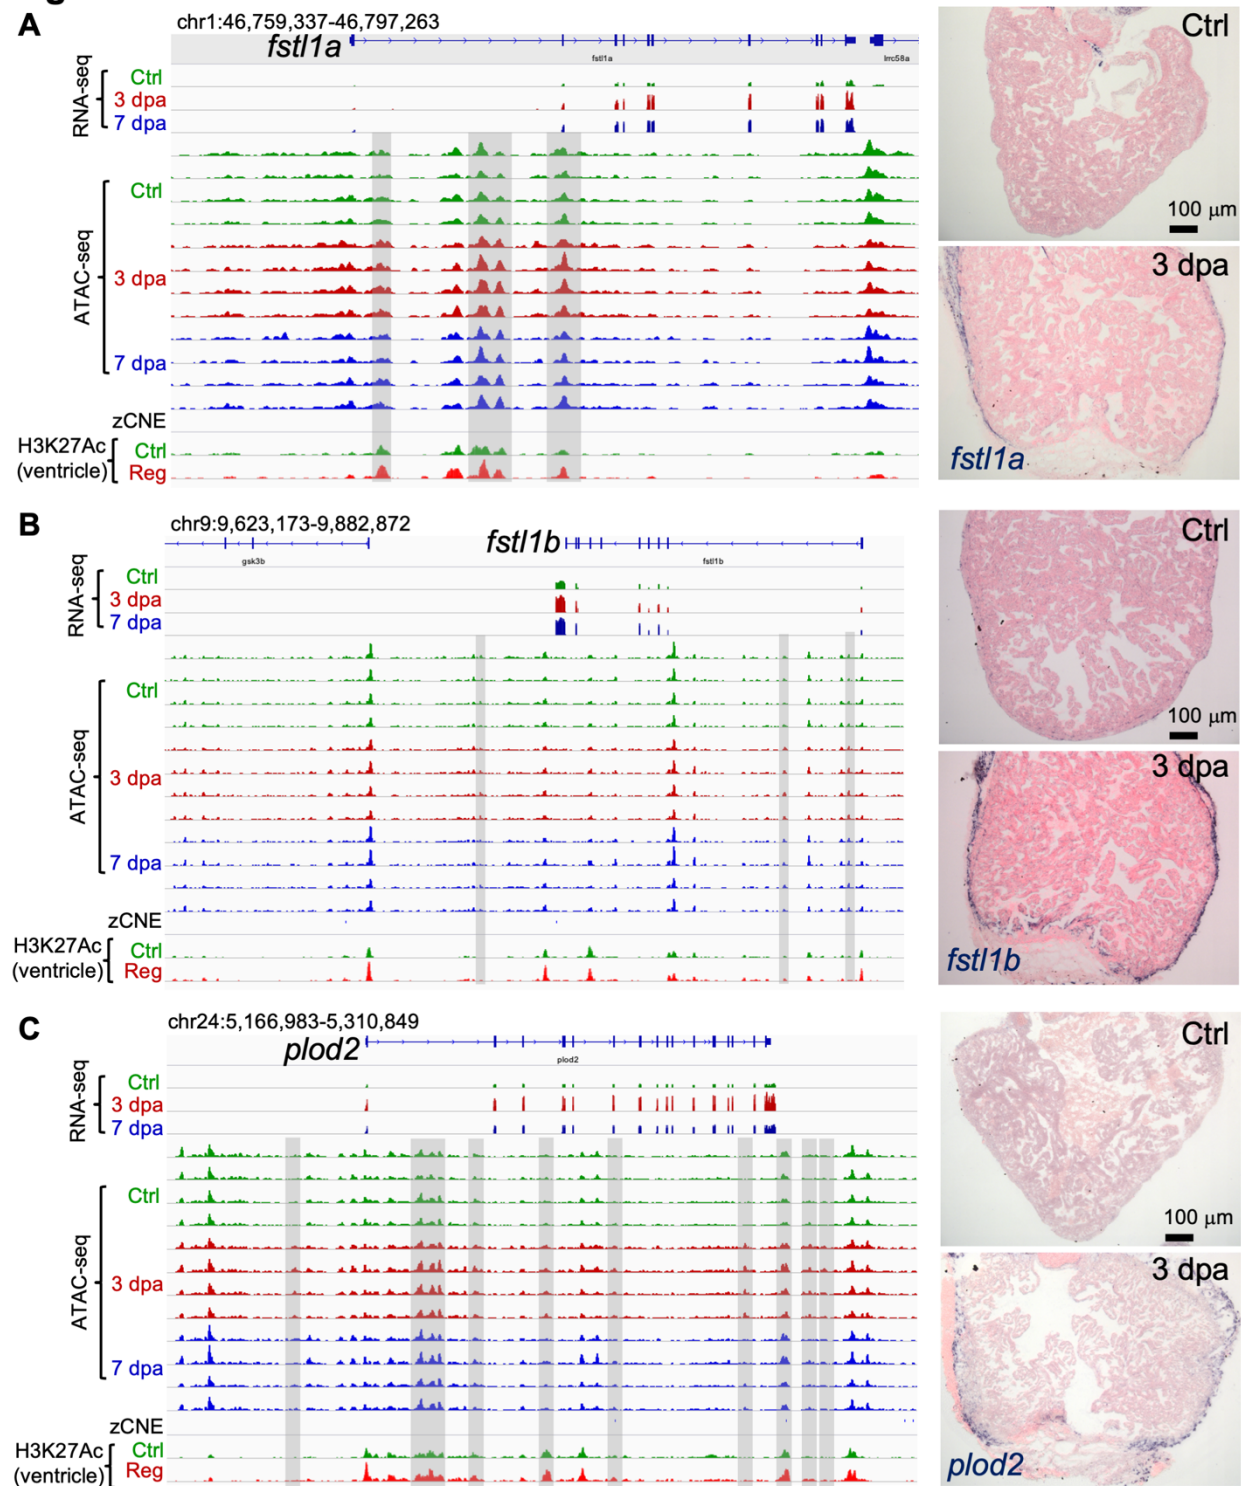 A
chr1:46,759,337-46,797,263
fstl1a
fstl1a
lrrc58a
RNA-seq
Ctrl
3 dpa
7 dpa
ATAC-seq
Ctrl
3 dpa
7 dpa
zCNE
H3K27Ac
(ventricle)
Ctrl
Reg
Ctrl
100 µm
3 dpa
fstl1a
B
chr9:9,623,173-9,882,872
fstl1b
gsk3b
fstl1b
RNA-seq
Ctrl
3 dpa
7 dpa
ATAC-seq
Ctrl
3 dpa
7 dpa
zCNE
H3K27Ac
(ventricle)
Ctrl
Reg
Ctrl
100 µm
3 dpa
fstl1b
C
chr24:5,166,983-5,310,849
plod2
plod2
RNA-seq
Ctrl
3 dpa
7 dpa
ATAC-seq
Ctrl
3 dpa
7 dpa
zCNE
H3K27Ac
(ventricle)
Ctrl
Reg
Ctrl
100 µm
3 dpa
plod2